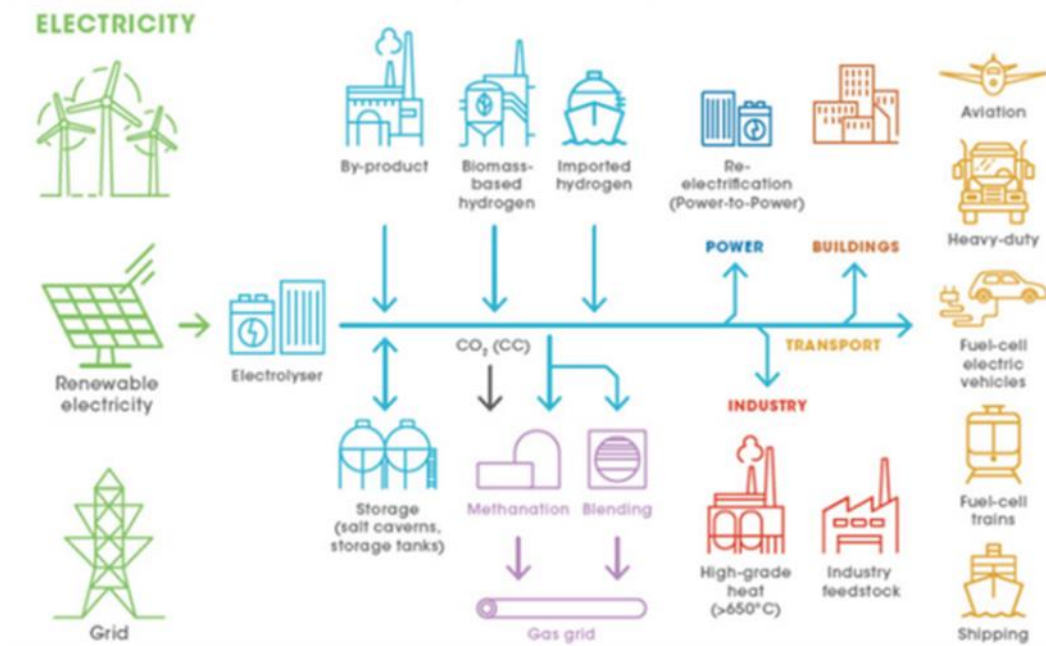 ELECTRICITY
Renewable
electricity
Grid
Electrolyser
By-product
Biomass-
based
hydrogen
Imported
hydrogen
Re-
electrification
(Power-to-Power)
POWER
BUILDINGS
TRANSPORT
INDUSTRY
CO₂ (CC)
Storage
(salt caverns,
storage tanks)
Methanation
Blending
Gas grid
High-grade
heat
(>650°C)
Industry
feedstock
Aviation
Heavy-duty
Fuel-cell
electric
vehicles
Fuel-cell
trains
Shipping